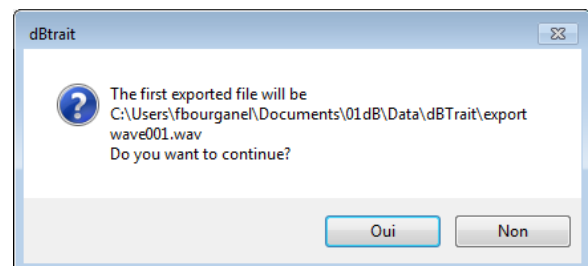 dBtrait
The first exported file will be
C:\Users\fbourganel\Documents\01dB\Data\dBTrait\export
wave001.wav
Do you want to continue?
Oui
Non